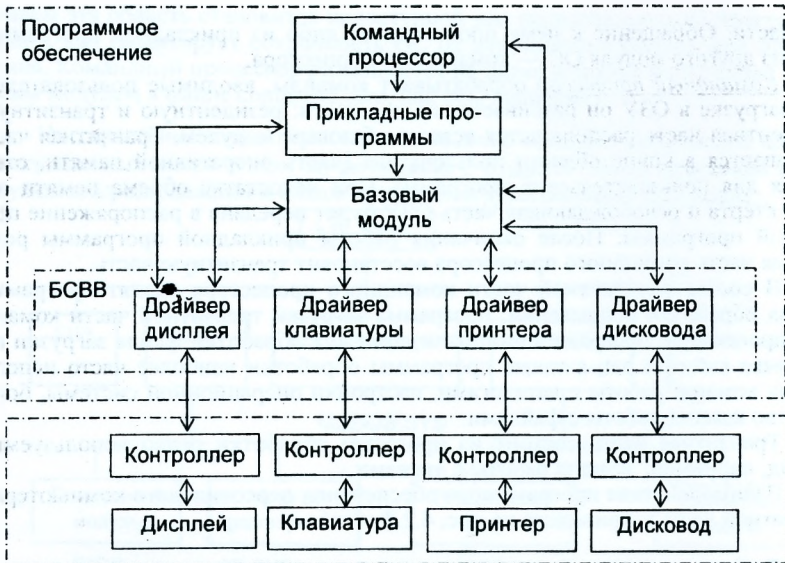 Программное
обеспечение
Командный
процессор
Прикладные про-
граммы
Базовый
модуль
БСВВ
Драйвер
дисплея
Драйвер
клавиатуры
Драйвер
принтера
Драйвер
дисковода
Контроллер
Контроллер
Контроллер
Контроллер
Дисплей
Клавиатура
Принтер
Дисковод